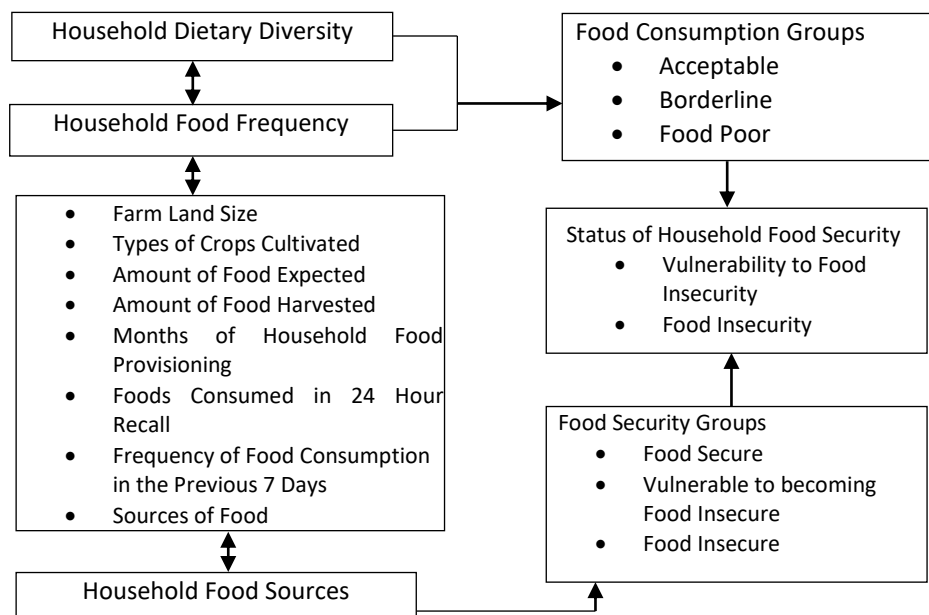 Household Dietary Diversity
Household Food Frequency
• Farm Land Size
• Types of Crops Cultivated
• Amount of Food Expected
• Amount of Food Harvested
• Months of Household Food
Provisioning
• Foods Consumed in 24 Hour
Recall
• Frequency of Food Consumption
in the Previous 7 Days
• Sources of Food
Household Food Sources
Food Consumption Groups
• Acceptable
• Borderline
• Food Poor
Status of Household Food Security
• Vulnerability to Food
Insecurity
• Food Insecurity
Food Security Groups
• Food Secure
• Vulnerable to becoming
Food Insecure
• Food Insecure